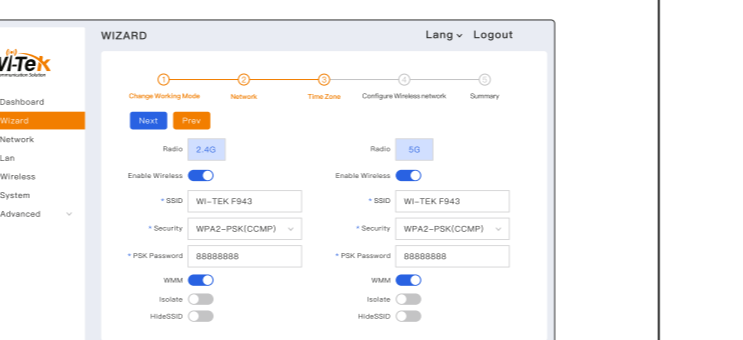 WIZARD Lang Logout
Wi-Tek
Communication Solution
1 2 3 4 5
Change Working Mode Network Time Zone Configure Wireless network Summary
Dashboard
Wizard
Network
Lan
Wireless
System
Advanced
Next Prev
Radio 2.4G Radio 5G
Enable Wireless Enable Wireless
* SSID WI-TEK F943 * SSID WI-TEK F943
* Security WPA2-PSK(CCMP) * Security WPA2-PSK(CCMP)
* PSK Password 88888888 * PSK Password 88888888
WMM WMM
Isolate Isolate
HideSSID HideSSID